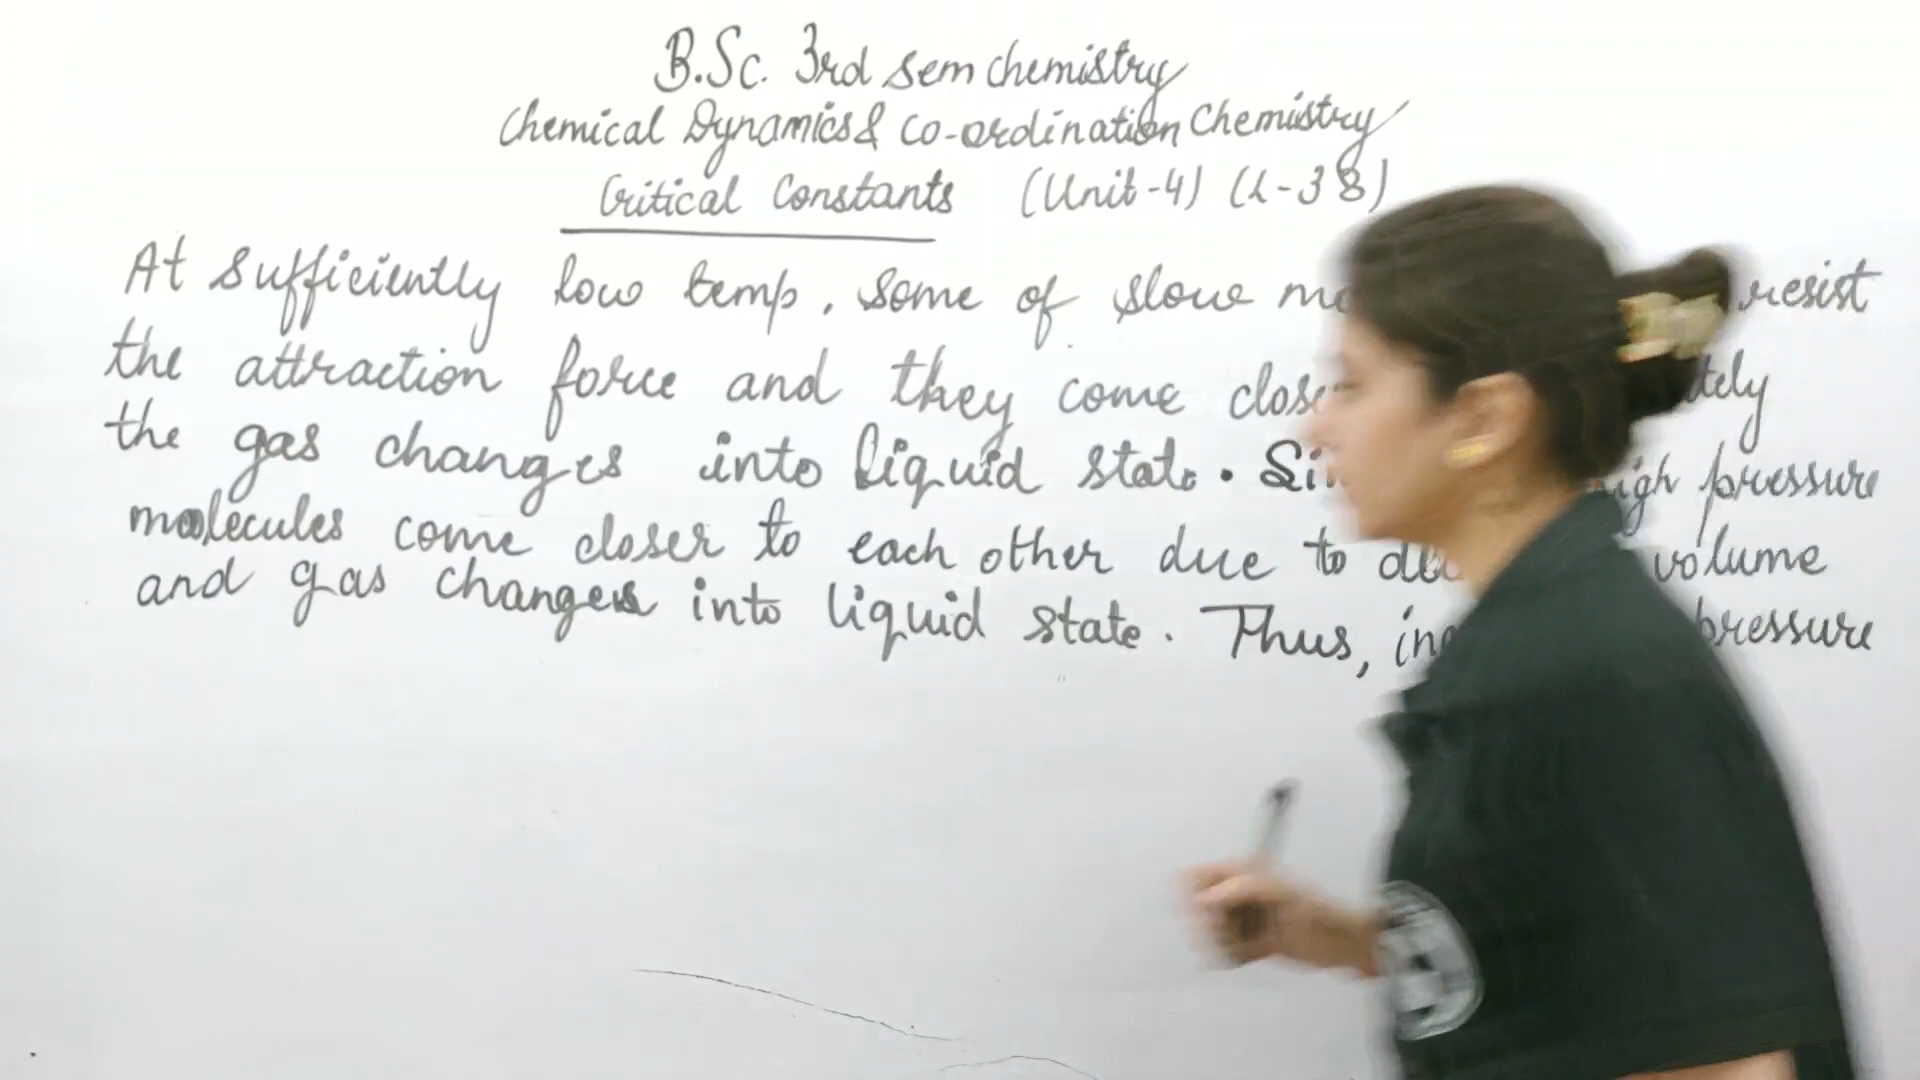 B.Sc. 3rd sem chemistry
Chemical Dynamics & co-ordination Chemistry
Critical Constants (Unit-4) (L-38)
At sufficiently low temp. some of slow resist
the attraction force and they come
the gas changes into liquid state. pressure
molecules come closer to each other due to volume
and gas changes into liquid state. Thus, pressure